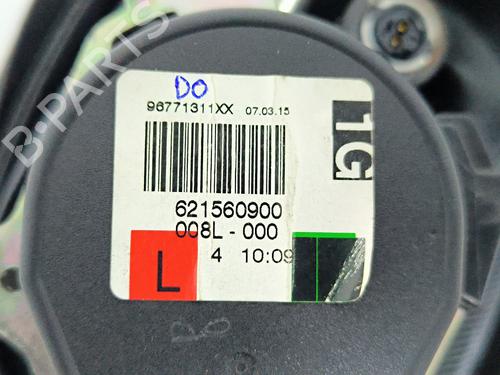 DO
96771311XX 07.03.15
1G
621560900
008L - 000
L 4 10:09
B-PARTS